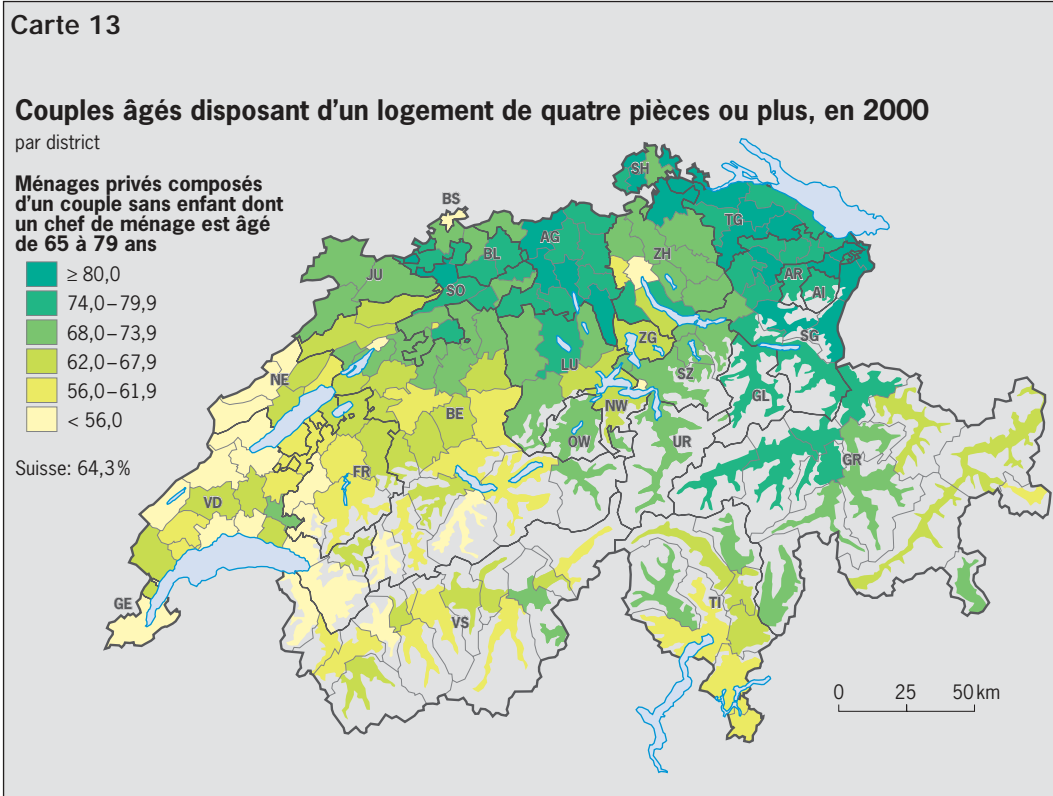 Carte 13
Couples âgés disposant d'un logement de quatre pièces ou plus, en 2000
par district
Ménages privés composés
d'un couple sans enfant dont
un chef de ménage est âgé
de 65 à 79 ans
≥ 80,0
74,0–79,9
68,0–73,9
62,0–67,9
56,0–61,9
< 56,0
Suisse: 64,3%
SH
BS
TG
AG
BL
ZH
JU
AR
SO
AI
SG
ZG
LU
SZ
NE
GL
NW
BE
OW
UR
GR
FR
VD
TI
GE
VS
0 25 50 km